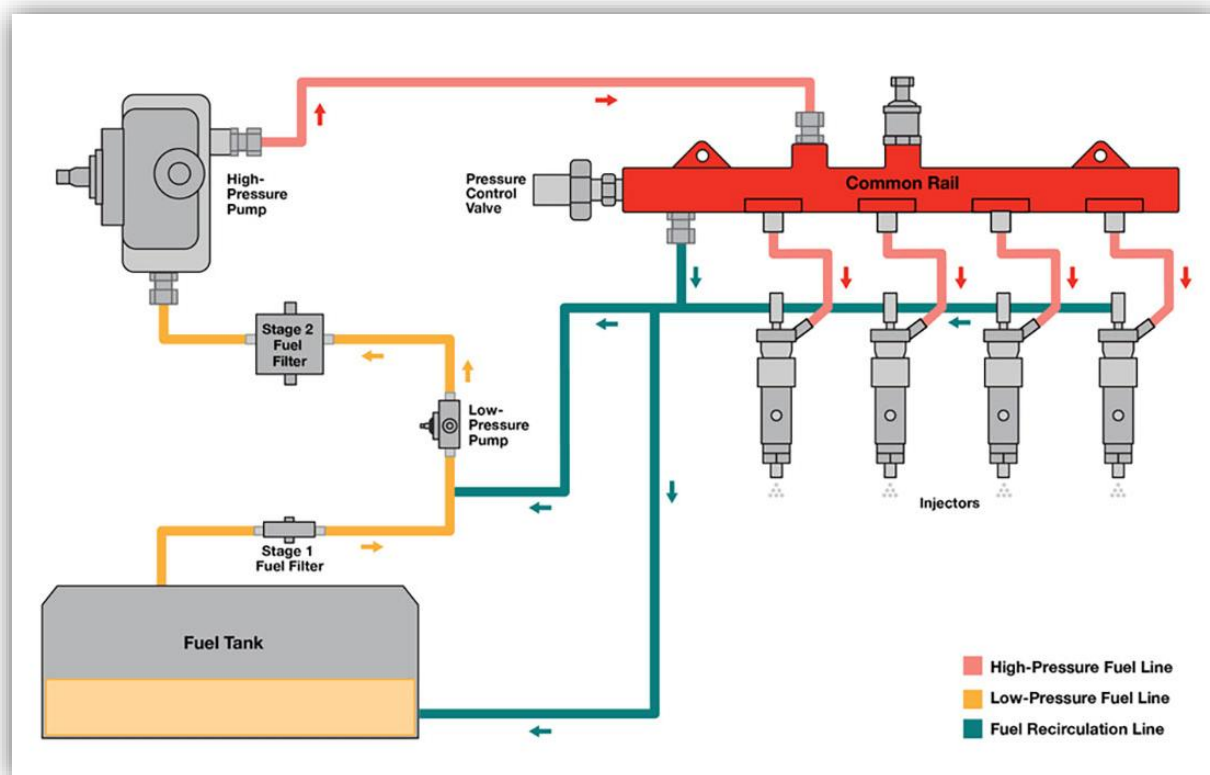 High-
Pressure
Pump
Pressure
Control
Valve
Common Rail
Stage 2
Fuel
Filter
Low-
Pressure
Pump
Injectors
Stage 1
Fuel Filter
Fuel Tank
High-Pressure Fuel Line
Low-Pressure Fuel Line
Fuel Recirculation Line